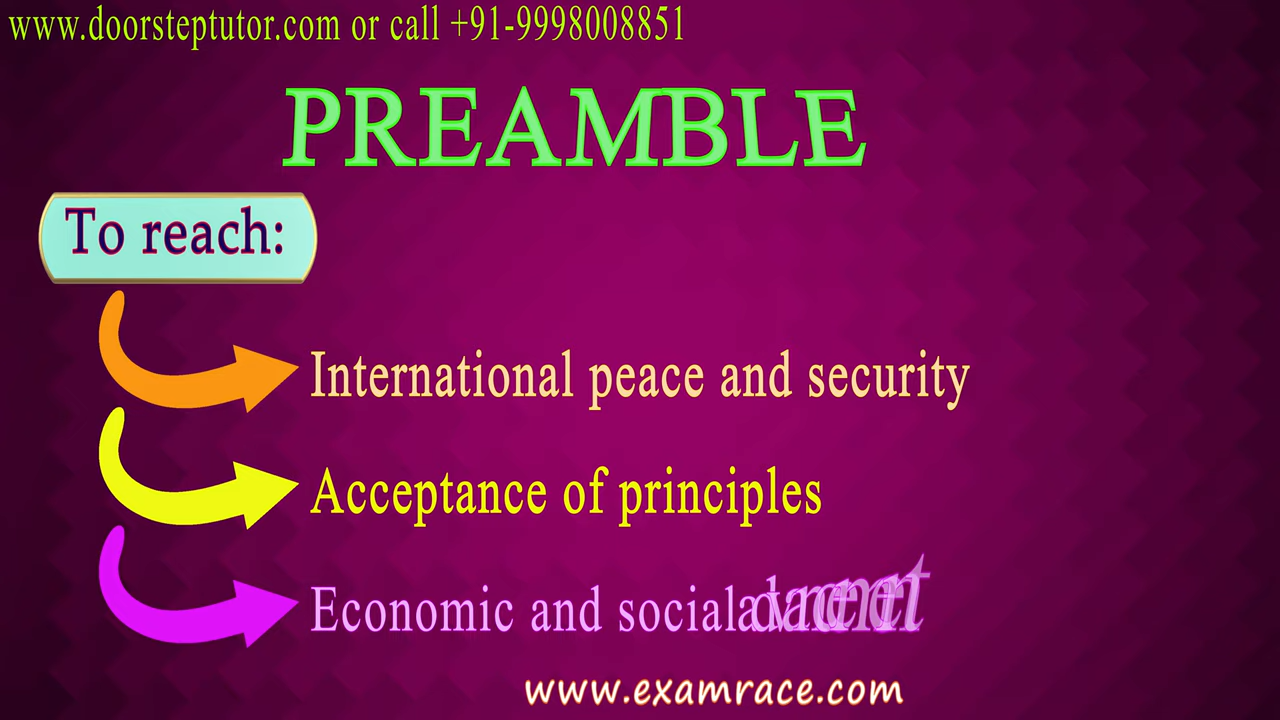 www.doorsteptutor.com or call +91-9998008851
PREAMBLE
To reach:
International peace and security
Acceptance of principles
Economic and social
www.examrace.com